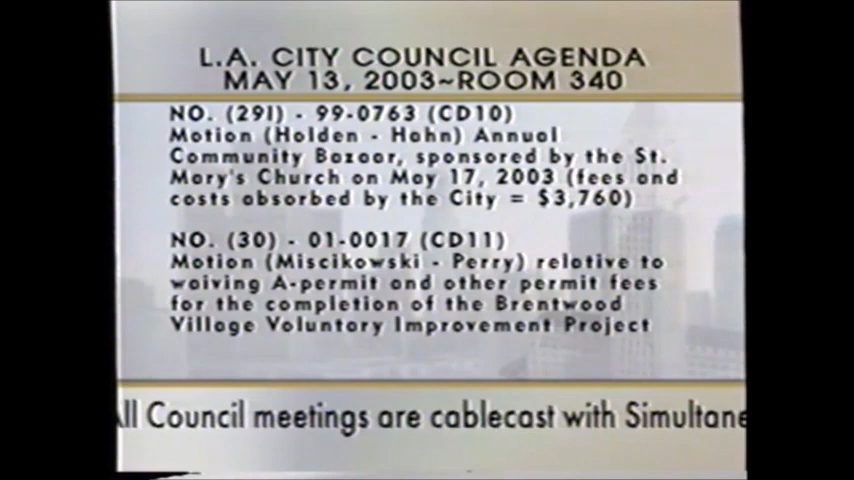 L.A. CITY COUNCIL AGENDA
MAY 13, 2003~ROOM 340
NO. (29I) - 99-0763 (CD10)
Motion (Holden - Hahn) Annual
Community Bazaar, sponsored by the St.
Mary's Church on May 17, 2003 (fees and
costs absorbed by the City = $3,760)
NO. (30) - 01-0017 (CD11)
Motion (Miscikowski - Perry) relative to
waiving A-permit and other permit fees
for the completion of the Brentwood
Village Voluntary Improvement Project
All Council meetings are cablecast with Simultane